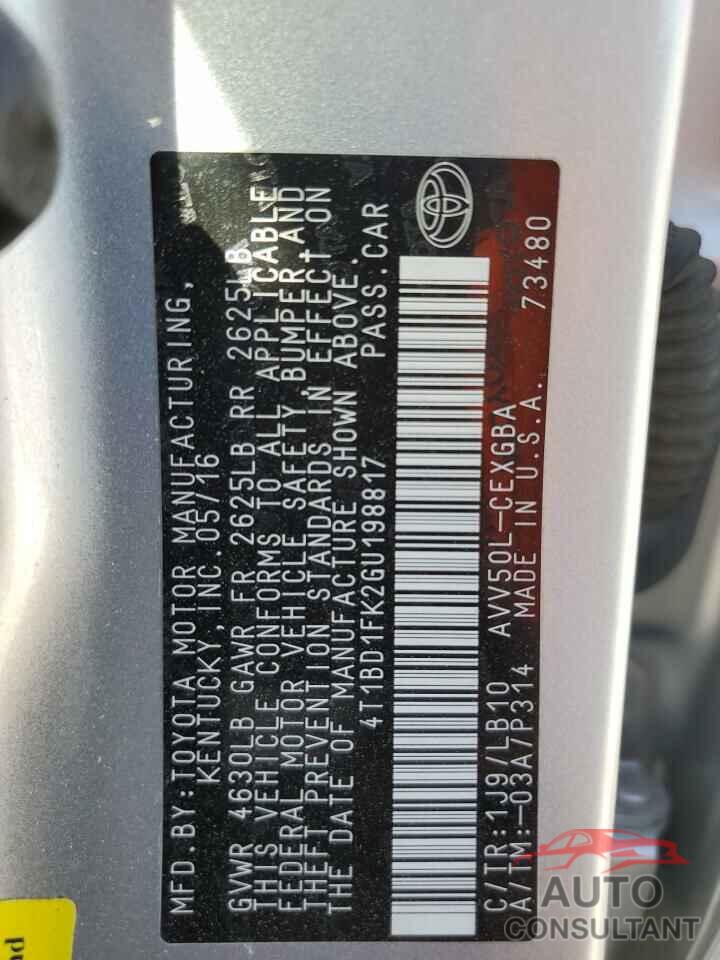 MFD. BY: TOYOTA MOTOR MANUFACTURING,
KENTUCKY, INC. 05/16
GVWR 4630LB GAWR FR 2625LB RR 2625LB
THIS VEHICLE CONFORMS TO ALL APPLICABLE
FEDERAL MOTOR VEHICLE SAFETY, BUMPER AND
THEFT PREVENTION STANDARDS IN EFFECT ON
THE DATE OF MANUFACTURE SHOWN ABOVE.
4T1BD1FK2GU198817 PASS. CAR
C/TR: 1J9/LB10 AVV50L-CEXGBA
A/TM: -03A/P314 MADE IN U.S.A. 73480
AUTO
CONSULTANT